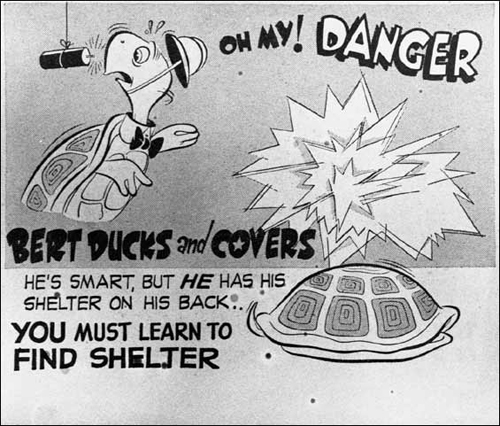 OH MY! DANGER
BERT DUCKS and COVERS
HE'S SMART, BUT HE HAS HIS
SHELTER ON HIS BACK..
YOU MUST LEARN TO
FIND SHELTER